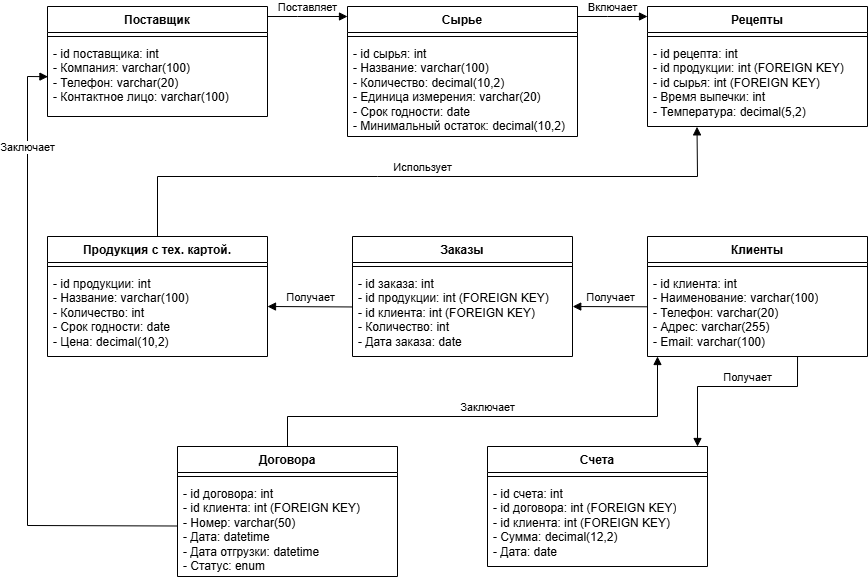 Поставляет
Включает
Поставщик
- id поставщика: int
- Компания: varchar(100)
- Телефон: varchar(20)
- Контактное лицо: varchar(100)
Сырье
- id сырья: int
- Название: varchar(100)
- Количество: decimal(10,2)
- Единица измерения: varchar(20)
- Срок годности: date
- Минимальный остаток: decimal(10,2)
Рецепты
- id рецепта: int
- id продукции: int (FOREIGN KEY)
- id сырья: int (FOREIGN KEY)
- Время выпечки: int
- Температура: decimal(5,2)
Заключает
Использует
Продукция с тех. картой.
- id продукции: int
- Название: varchar(100)
- Количество: int
- Срок годности: date
- Цена: decimal(10,2)
Получает
Заказы
- id заказа: int
- id продукции: int (FOREIGN KEY)
- id клиента: int (FOREIGN KEY)
- Количество: int
- Дата заказа: date
Получает
Клиенты
- id клиента: int
- Наименование: varchar(100)
- Телефон: varchar(20)
- Адрес: varchar(255)
- Email: varchar(100)
Получает
Заключает
Договора
- id договора: int
- id клиента: int (FOREIGN KEY)
- Номер: varchar(50)
- Дата: datetime
- Дата отгрузки: datetime
- Статус: enum
Счета
- id счета: int
- id договора: int (FOREIGN KEY)
- id клиента: int (FOREIGN KEY)
- Сумма: decimal(12,2)
- Дата: date